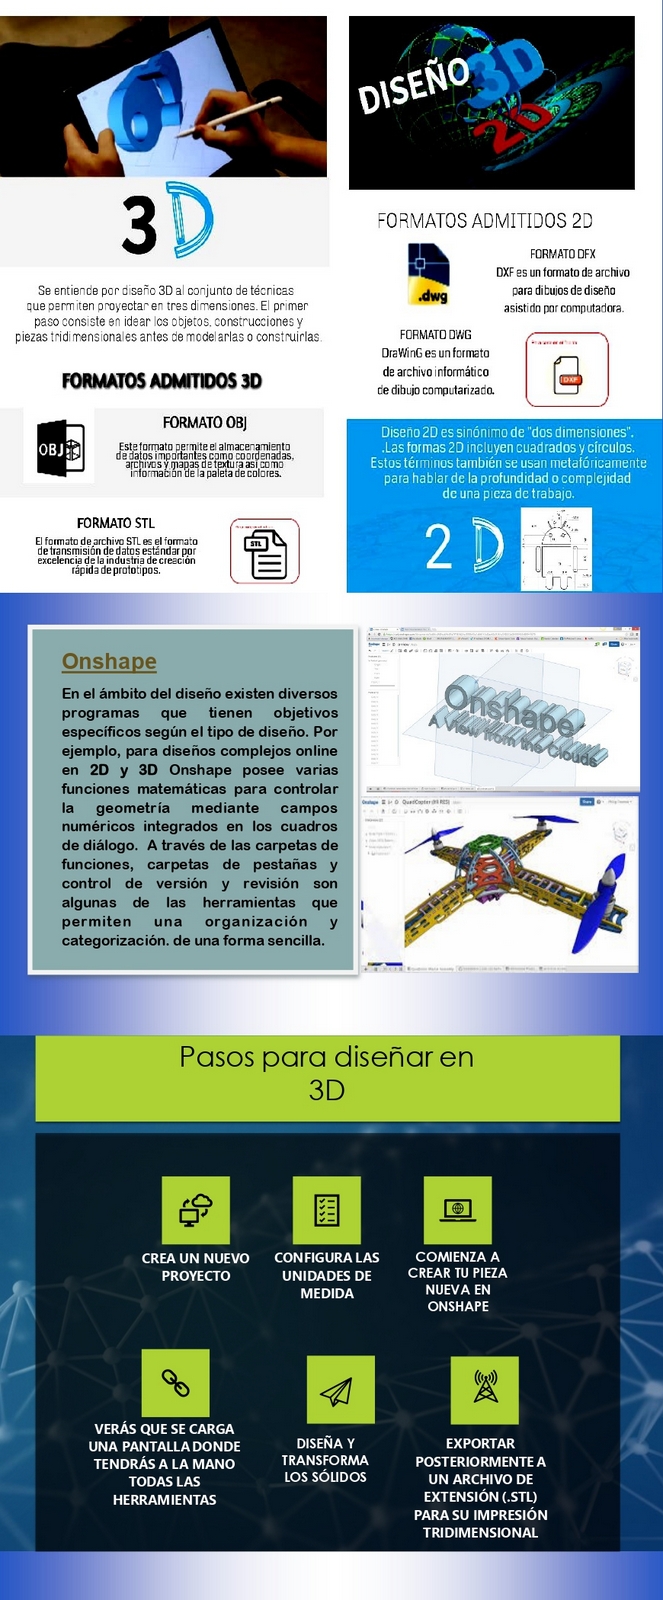 3D
Se entiende por diseño 3D al conjunto de técnicas
que permiten proyectar en tres dimensiones. El primer
paso consiste en idear los objetos, construcciones y
piezas tridimensionales antes de modelarlas o construirlas.
FORMATOS ADMITIDOS 3D
OBJ
FORMATO OBJ
Este formato permite el almacenamiento
de datos importantes como coordenadas,
archivos y mapas de textura así como
información de la paleta de colores.
FORMATO STL
El formato de archivo STL es el formato
de transmisión de datos estándar por
excelencia de la industria de creación
rápida de prototipos.
STL
DISEÑO 3D
2D
FORMATOS ADMITIDOS 2D
.dwg
FORMATO DFX
DXF es un formato de archivo
para dibujos de diseño
asistido por computadora.
FORMATO DWG
DraWinG es un formato
de archivo informático
de dibujo computarizado.
DXF
Diseño 2D es sinónimo de "dos dimensiones".
.Las formas 2D incluyen cuadrados y círculos.
Estos términos también se usan metafóricamente
para hablar de la profundidad o complejidad
de una pieza de trabajo.
2D
Onshape
En el ámbito del diseño existen diversos
programas que tienen objetivos
específicos según el tipo de diseño. Por
ejemplo, para diseños complejos online
en 2D y 3D Onshape posee varias
funciones matemáticas para controlar
la geometría mediante campos
numéricos integrados en los cuadros
de diálogo. A través de las carpetas de
funciones, carpetas de pestañas y
control de versión y revisión son
algunas de las herramientas que
permiten una organización y
categorización. de una forma sencilla.
Onshape
A View from the Clouds
Pasos para diseñar en
3D
CREA UN NUEVO
PROYECTO
CONFIGURA LAS
UNIDADES DE
MEDIDA
COMIENZA A
CREAR TU PIEZA
NUEVA EN
ONSHAPE
VERÁS QUE SE CARGA
UNA PANTALLA DONDE
TENDRÁS A LA MANO
TODAS LAS
HERRAMIENTAS
DISEÑA Y
TRANSFORMA
LOS SÓLIDOS
EXPORTAR
POSTERIORMENTE A
UN ARCHIVO DE
EXTENSIÓN (.STL)
PARA SU IMPRESIÓN
TRIDIMENSIONAL